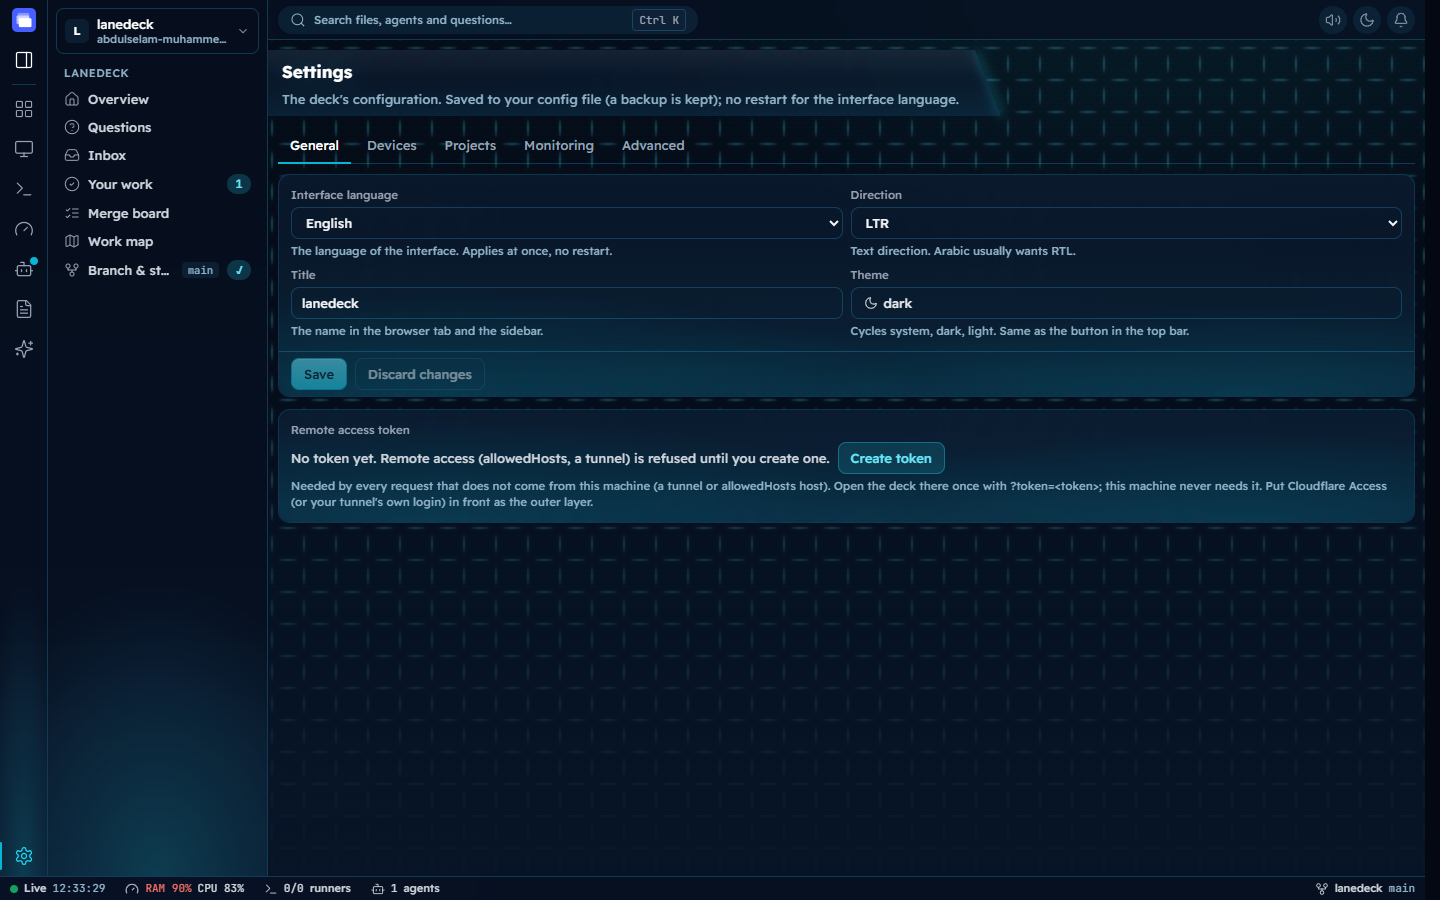 L
lanedeck
abdulselam-muhamme...
Search files, agents and questions...
Ctrl K
LANEDECK
Overview
Questions
Inbox
Your work 1
Merge board
Work map
Branch & st... main
Settings
The deck's configuration. Saved to your config file (a backup is kept); no restart for the interface language.
General Devices Projects Monitoring Advanced
Interface language
English
The language of the interface. Applies at once, no restart.
Direction
LTR
Text direction. Arabic usually wants RTL.
Title
lanedeck
The name in the browser tab and the sidebar.
Theme
dark
Cycles system, dark, light. Same as the button in the top bar.
Save Discard changes
Remote access token
No token yet. Remote access (allowedHosts, a tunnel) is refused until you create one. Create token
Needed by every request that does not come from this machine (a tunnel or allowedHosts host). Open the deck there once with ?token=<token>; this machine never needs it. Put Cloudflare Access
(or your tunnel's own login) in front as the outer layer.
Live 12:33:29 RAM 90% CPU 83% 0/0 runners 1 agents lanedeck main